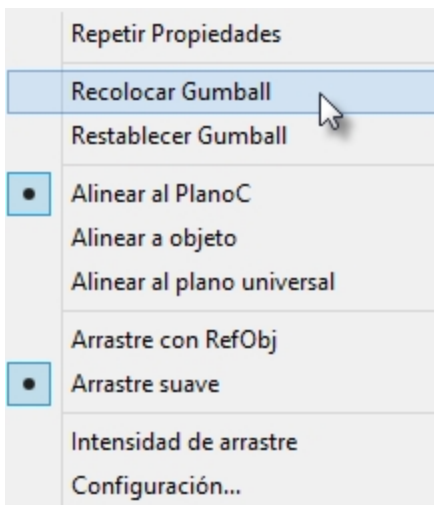 Repetir Propiedades
Recolocar Gumball
Restablecer Gumball
Alinear al PlanoC
Alinear a objeto
Alinear al plano universal
Arrastre con RefObj
Arrastre suave
Intensidad de arrastre
Configuración...